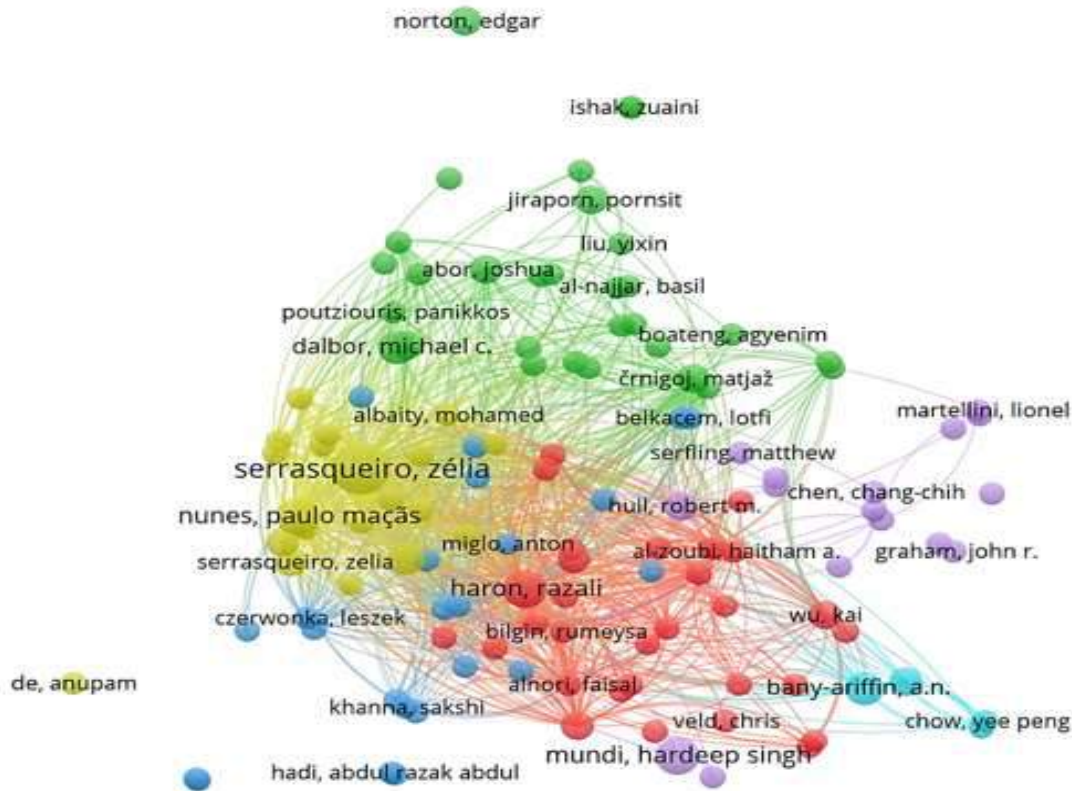 norton, edgar
ishak, zuaini
jiraporn, pornsit
liu, yixin
abor, joshua
al-najjar, basil
poutziouris, panikkos
boateng, agyenim
dalbor, michael c.
črnigoj, matjaž
albaity, mohamed
belkacem, lotfi
martellini, lionel
serfling, matthew
serrasqueiro, zélia
chen, chang-chih
hull, robert m.
nunes, paulo maçãs
miglo, anton
al-zoubi, haitham a.
graham, john r.
serrasqueiro, zelia
haron, razali
czerwonka, leszek
bilgin, rumeysa
wu, kai
de, anupam
alnori, faisal
bany-ariffin, a.n.
khanna, sakshi
veld, chris
chow, yee peng
mundi, hardeep singh
hadi, abdul razak abdul